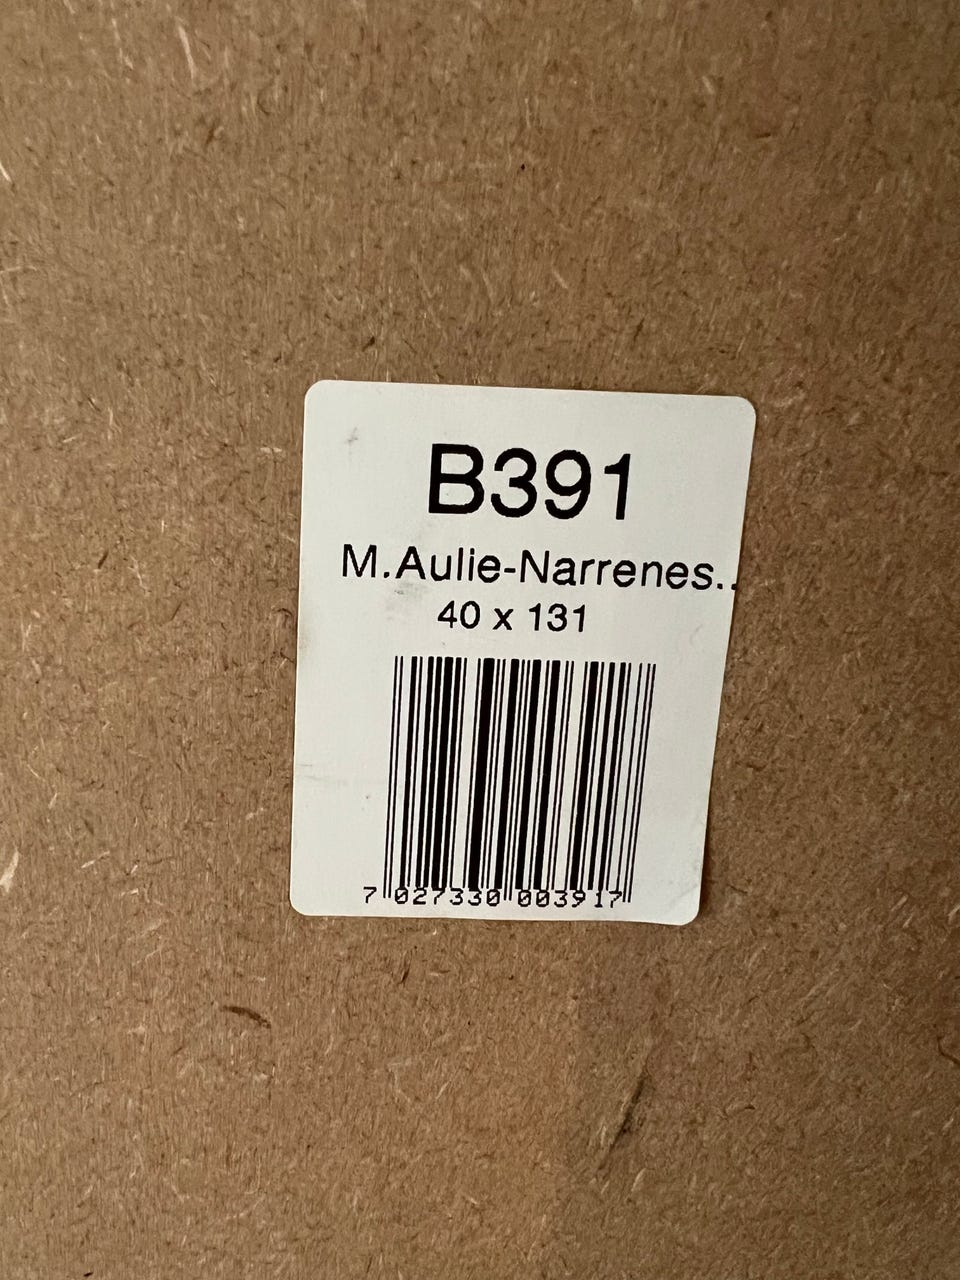 B391
M.Aulie-Narrenes..
40 x 131
7 027330 003917